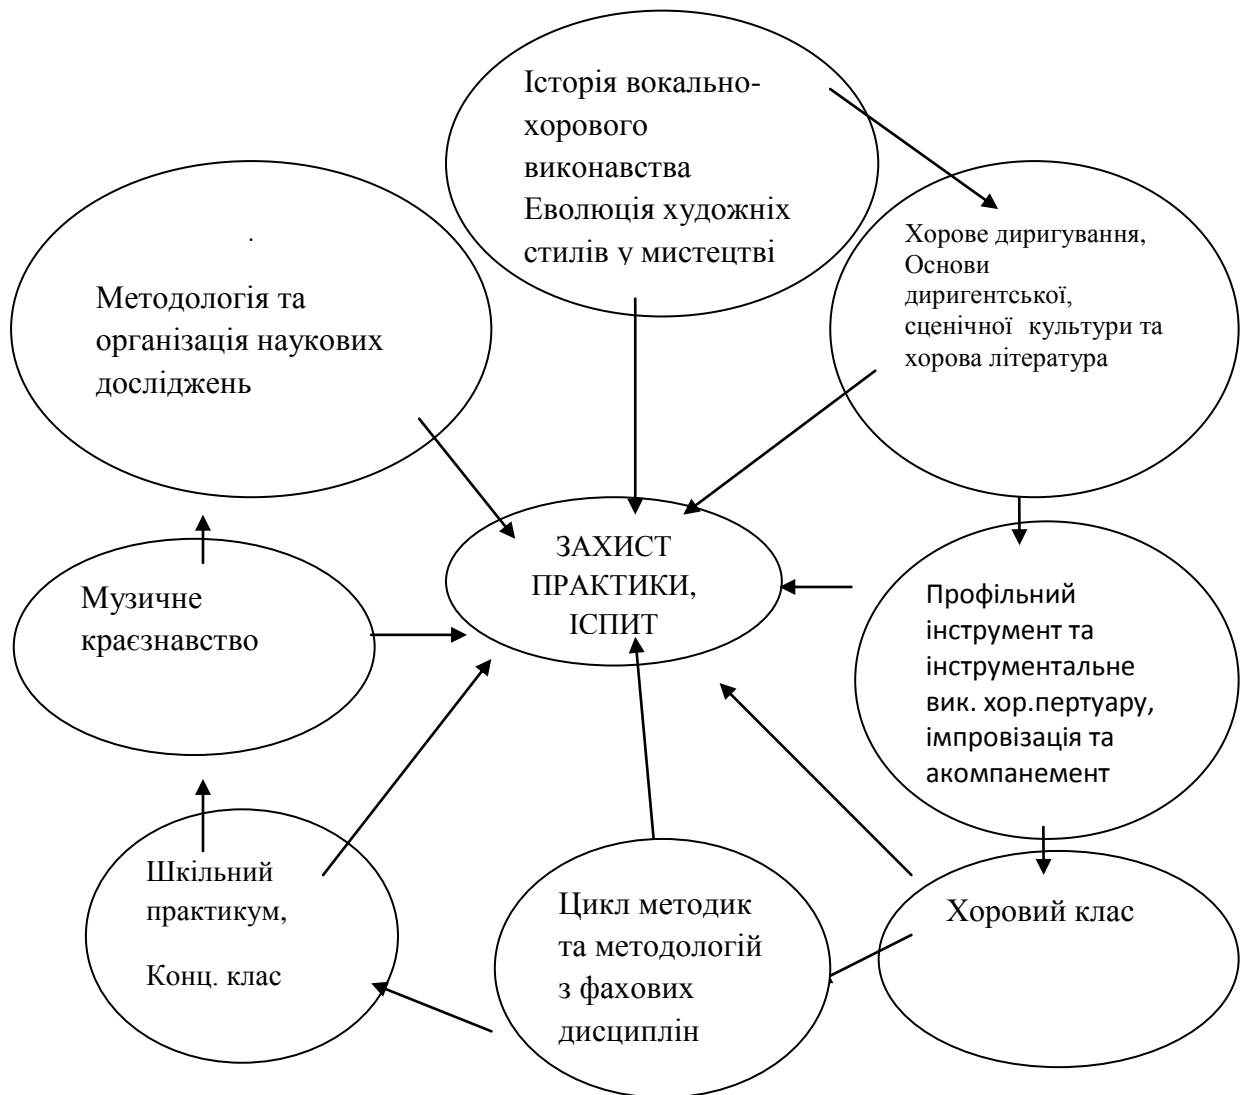 Історія вокально-
хорового
виконавства
Еволюція художніх
стилів у мистецтві
Хорове диригування,
Основи
диригентської,
сценічної культури та
хорова література
.
Методологія та
організація наукових
досліджень
ЗАХИСТ
ПРАКТИКИ,
ІСПИТ
Музичне
краєзнавство
Профільний
інструмент та
інструментальне
вик. хор.пертуару,
імпровізація та
акомпанемент
Шкільний
практикум,
Конц. клас
Цикл методик
та методологій
з фахових
дисциплін
Хоровий клас